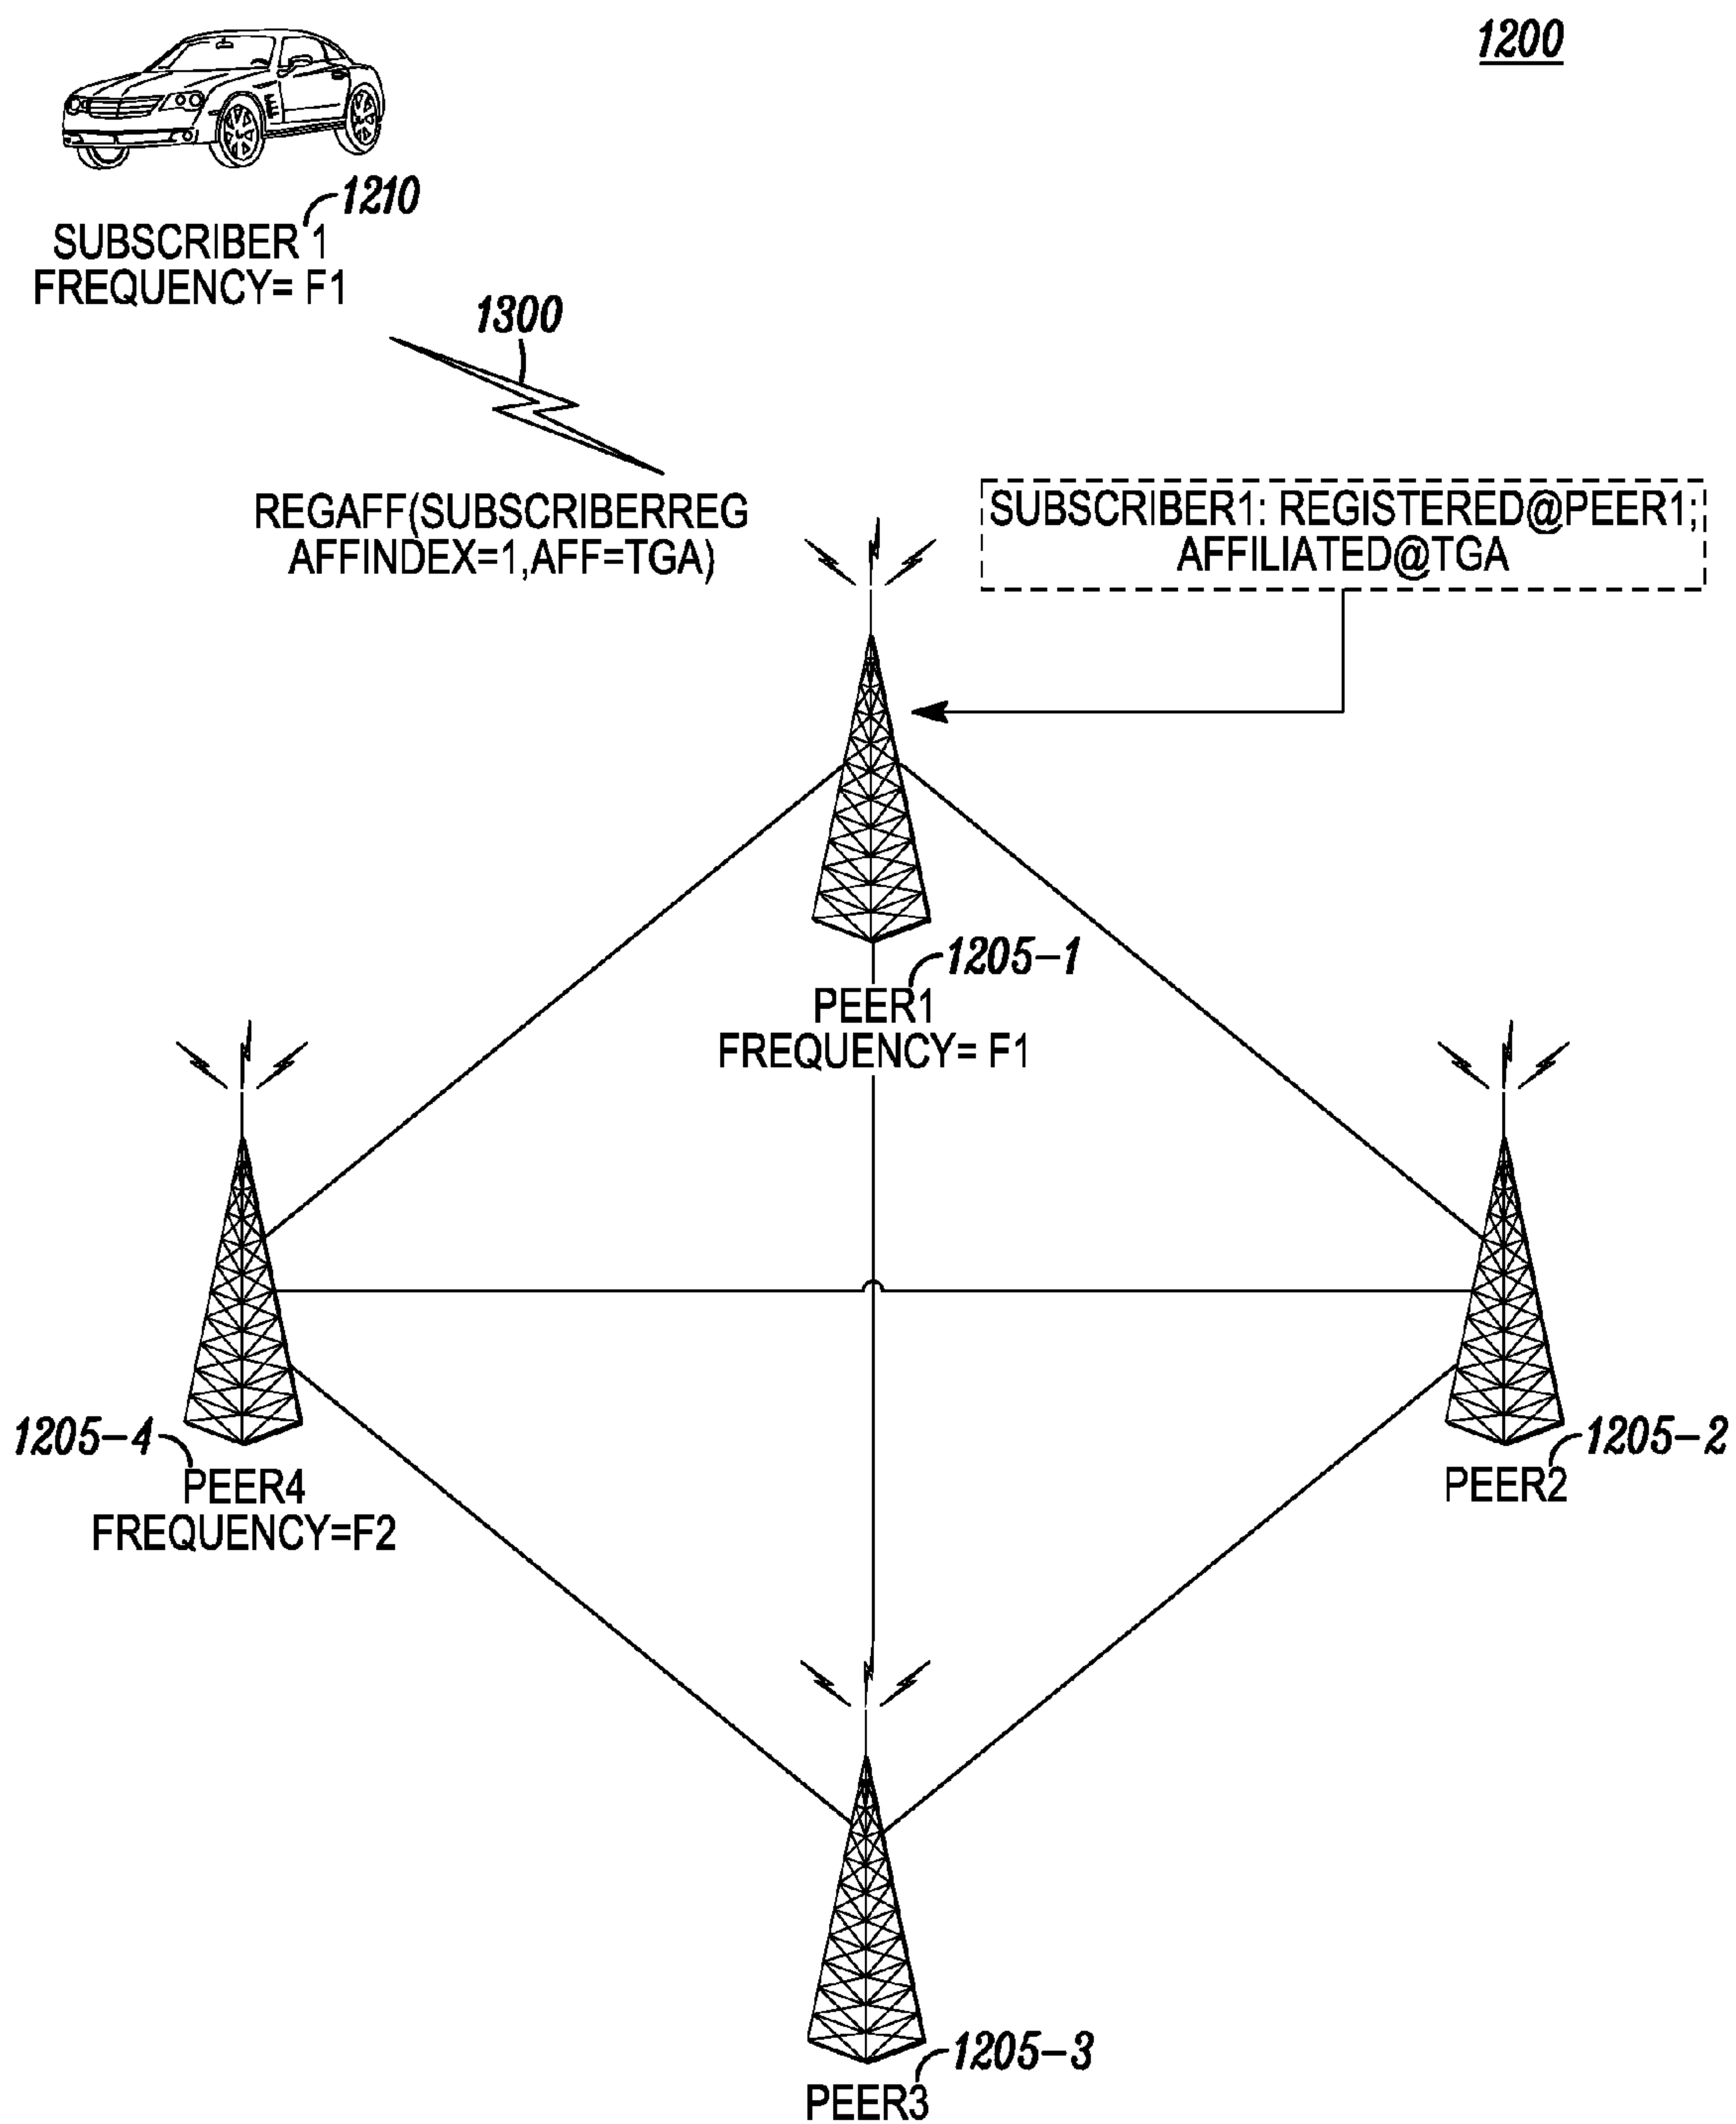 1200
1210
SUBSCRIBER 1
FREQUENCY= F1
1300
REGAFF(SUBSCRIBERREG
AFFINDEX=1,AFF=TGA)
SUBSCRIBER1: REGISTERED@PEER1;
AFFILIATED@TGA
1205-1
PEER1
FREQUENCY= F1
1205-4
PEER4
FREQUENCY=F2
1205-2
PEER2
1205-3
PEER3